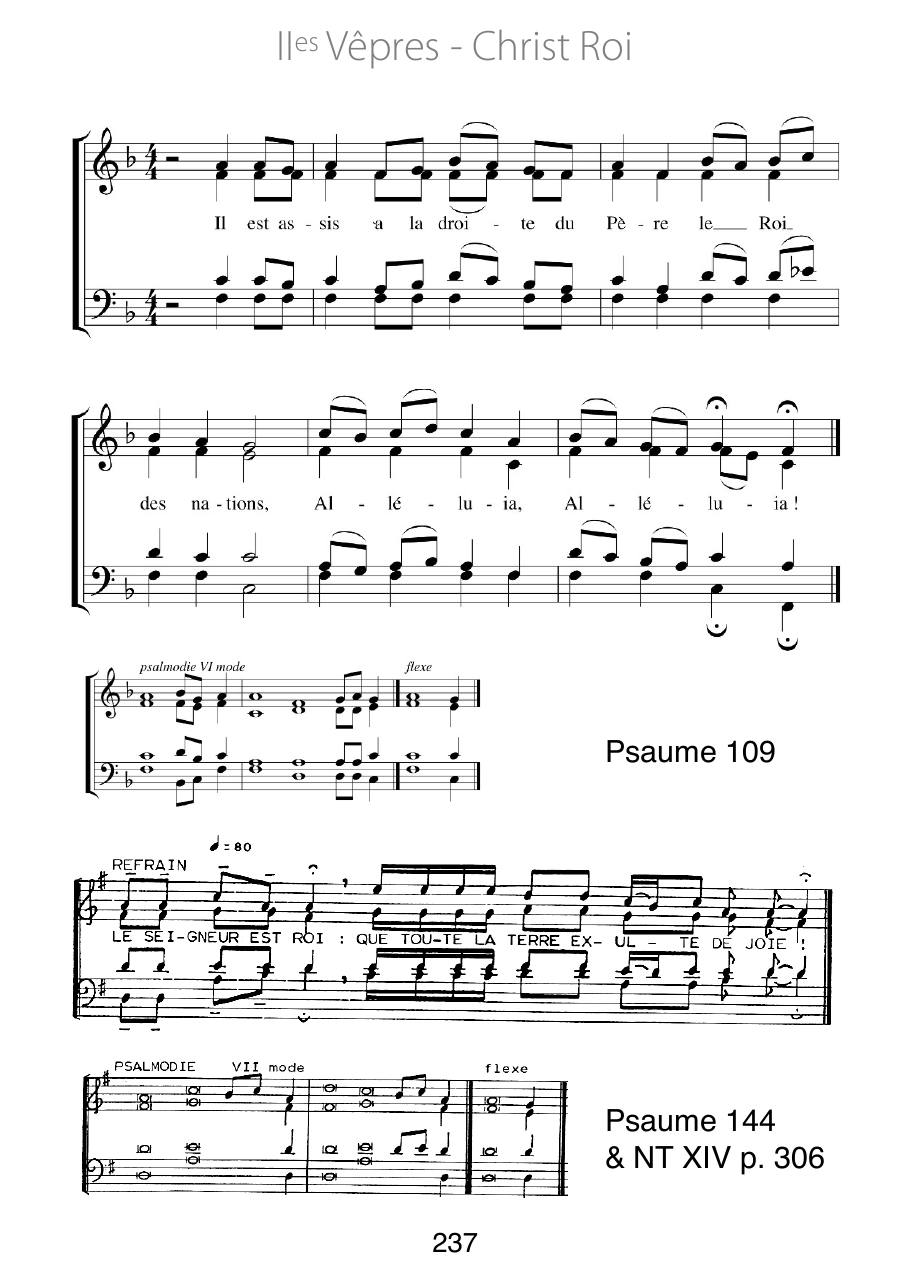 IIes Vêpres - Christ Roi
Il est as - sis a la droi - te du Pè - re le Roi
des na - tions, Al - lé - lu - ia, Al - lé - lu - ia !
psalmodie VI mode flexe
Psaume 109
♩ = 80
REFRAIN
LE SEI-GNEUR EST ROI : QUE TOU-TE LA TERRE EX- UL - TE DE JOIE !
PSALMODIE VII mode flexe
Psaume 144
& NT XIV p. 306
237